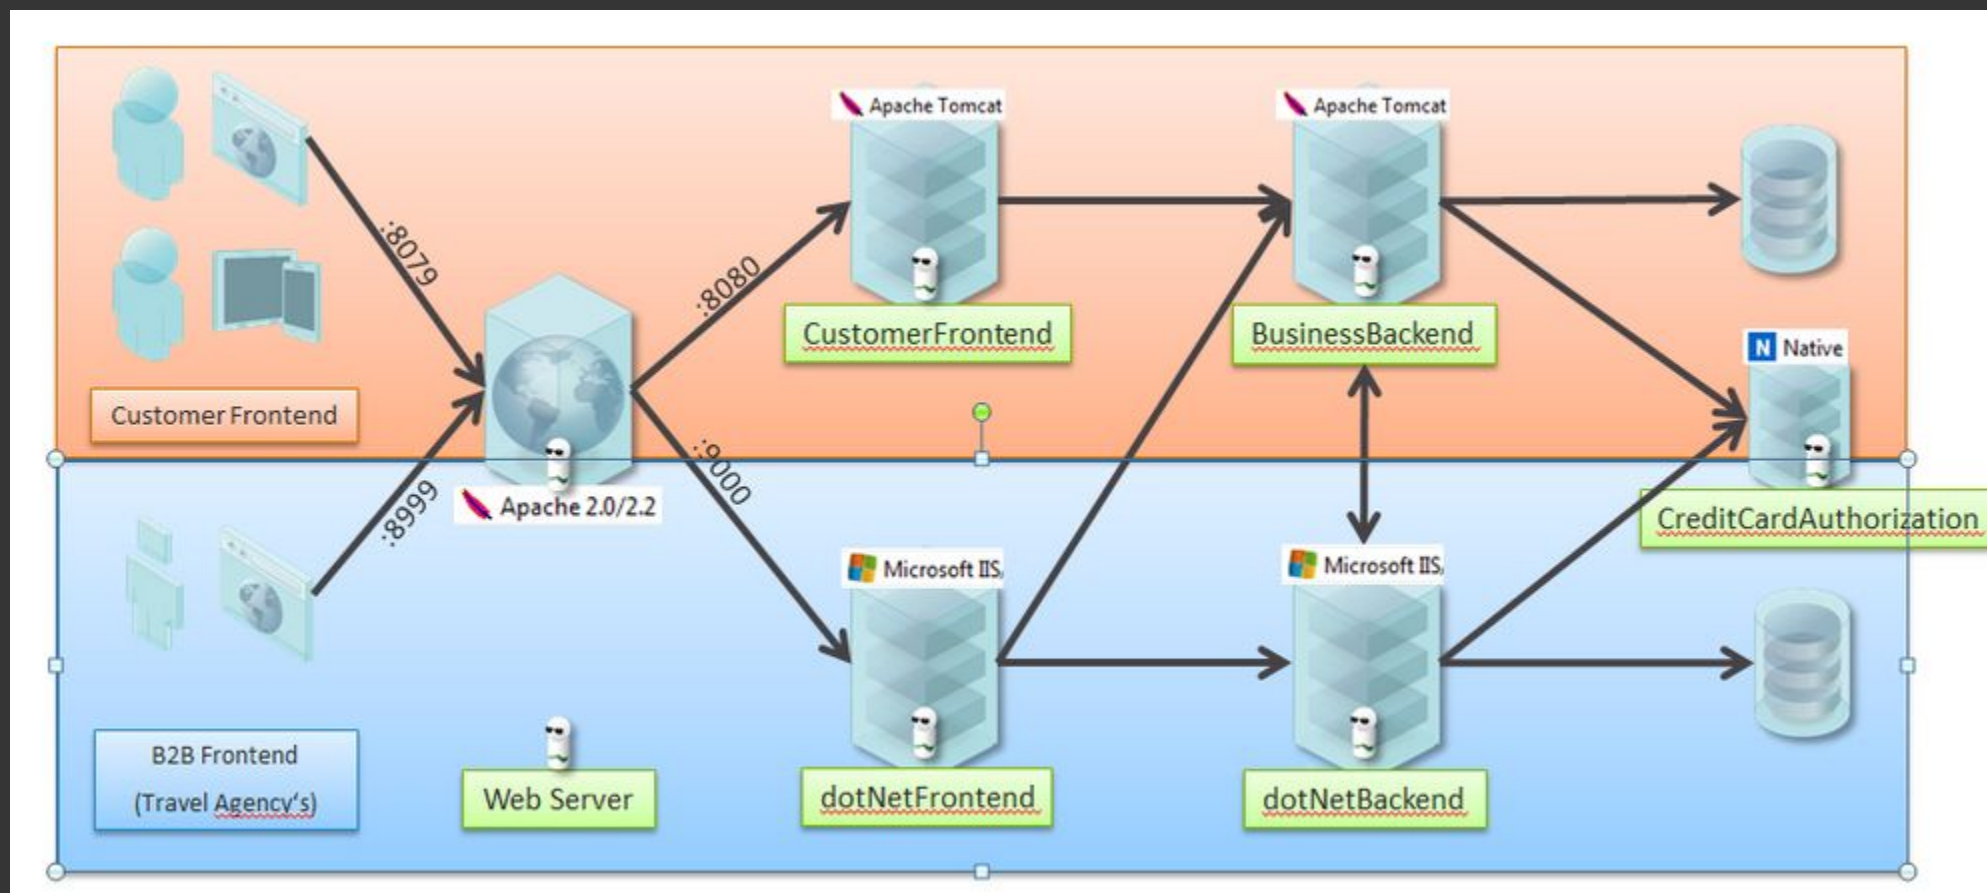 Apache Tomcat
Apache Tomcat
:8079
:8080
CustomerFrontend
BusinessBackend
N Native
Customer Frontend
:8999
Apache 2.0/2.2
:9000
CreditCardAuthorization
Microsoft IIS
Microsoft IIS
B2B Frontend
(Travel Agency's)
Web Server
dotNetFrontend
dotNetBackend